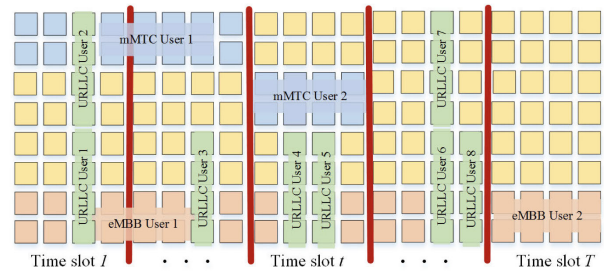 URLLC User 2
mMTC User 1
URLLC User 7
mMTC User 2
URLLC User 1
URLLC User 3
URLLC User 4
URLLC User 5
URLLC User 6
URLLC User 8
eMBB User 1
eMBB User 2
Time slot 1 . . . Time slot t . . . Time slot T